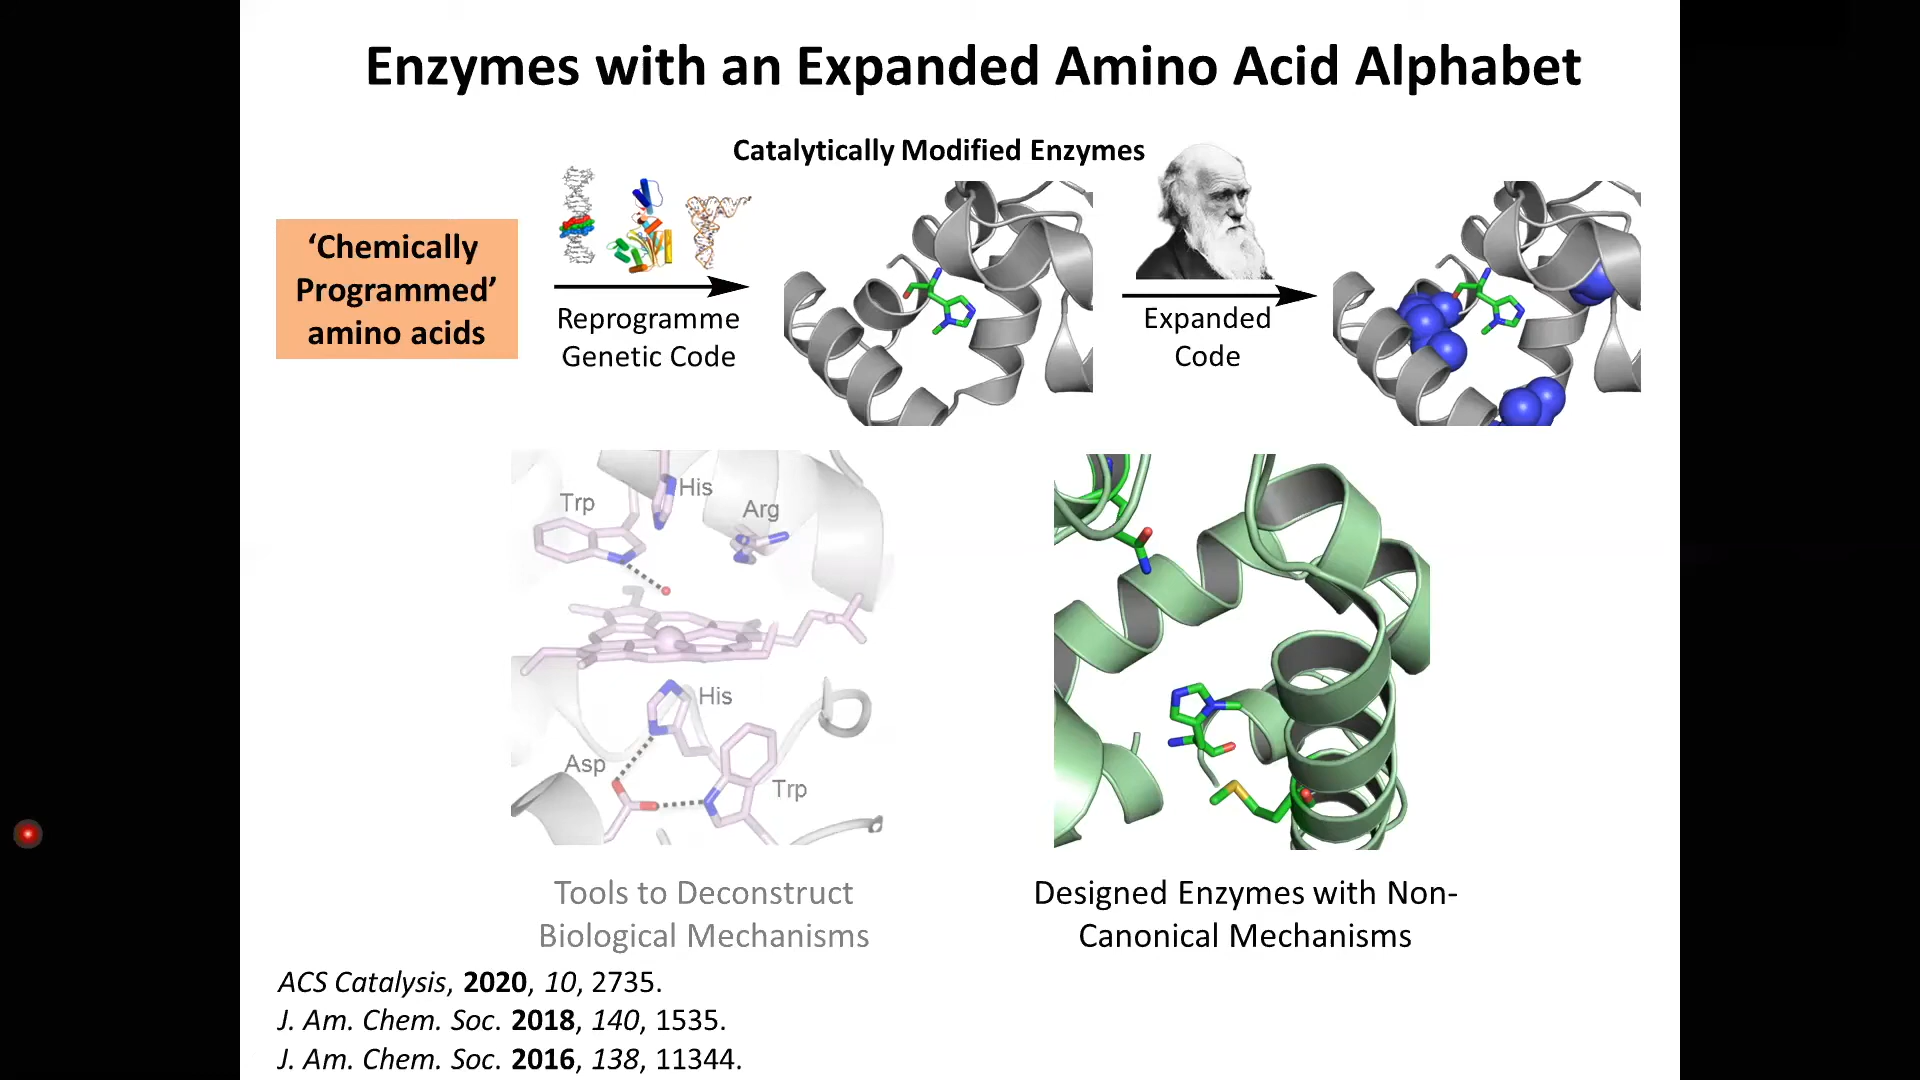 Enzymes with an Expanded Amino Acid Alphabet
Catalytically Modified Enzymes
‘Chemically
Programmed’
amino acids
Reprogramme
Genetic Code
Expanded
Code
Trp
His
Arg
His
Asp
Trp
Tools to Deconstruct
Biological Mechanisms
Designed Enzymes with Non-
Canonical Mechanisms
ACS Catalysis, 2020, 10, 2735.
J. Am. Chem. Soc. 2018, 140, 1535.
J. Am. Chem. Soc. 2016, 138, 11344.